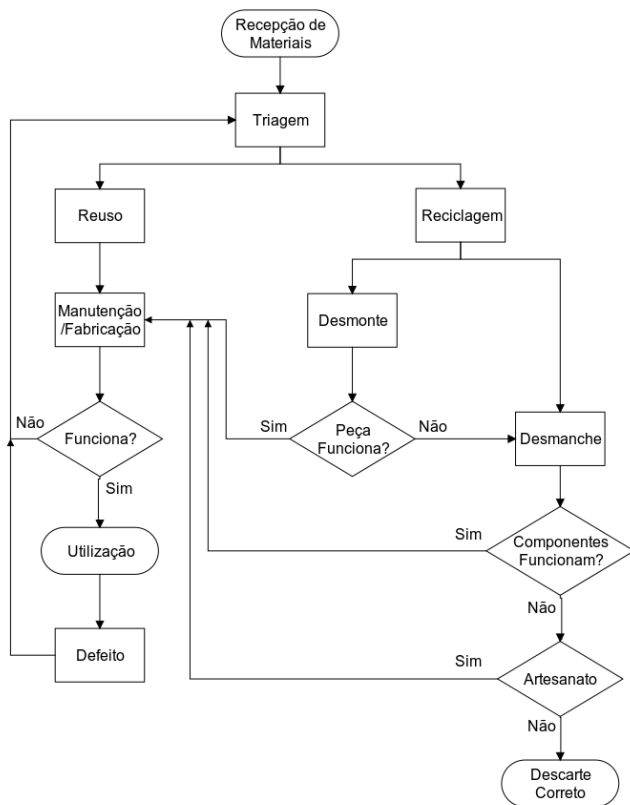 Recepção de
Materiais
Triagem
Reuso
Reciclagem
Manutenção
/Fabricação
Desmonte
Não
Funciona?
Sim
Peça
Funciona?
Não
Desmanche
Sim
Utilização
Sim
Componentes
Funcionam?
Não
Defeito
Sim
Artesanato
Não
Descarte
Correto